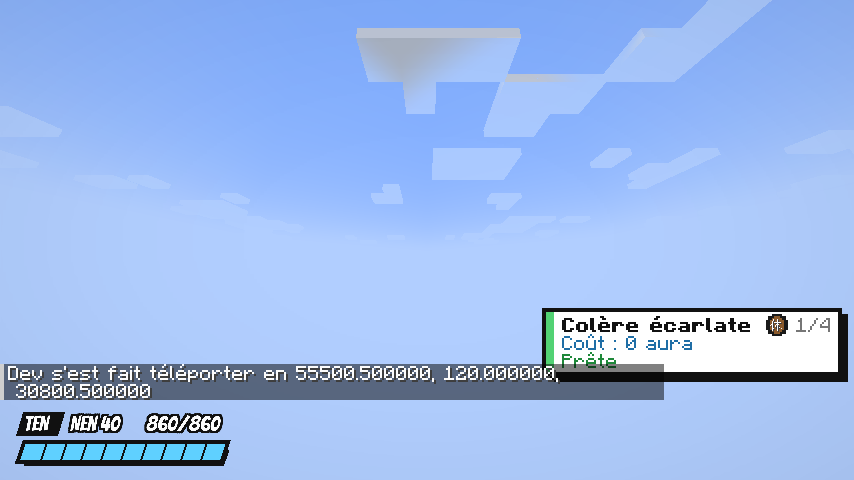 Colère écarlate 休 1/4
Coût : 0 aura
Prête
Dev s'est fait téléporter en 55500.500000, 120.000000,
30800.500000
TEN NEN 40 860/860